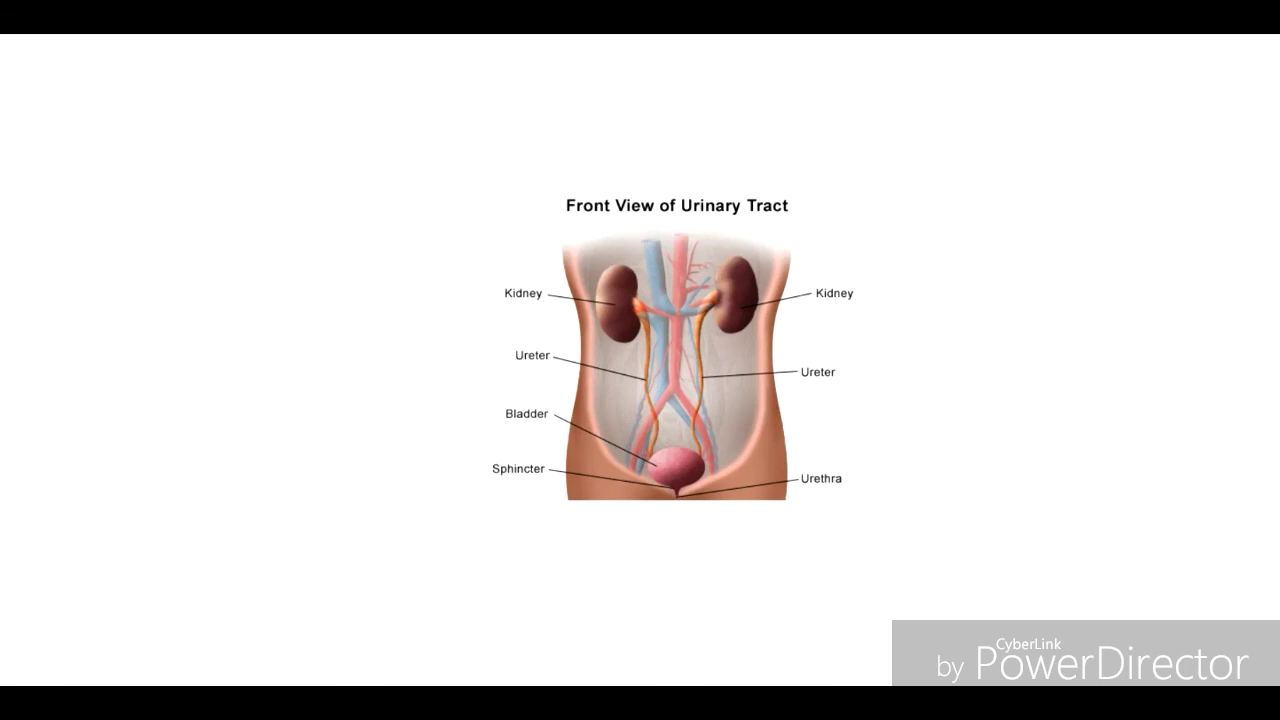 Front View of Urinary Tract
Kidney
Kidney
Ureter
Ureter
Bladder
Sphincter
Urethra
CyberLink
by PowerDirector